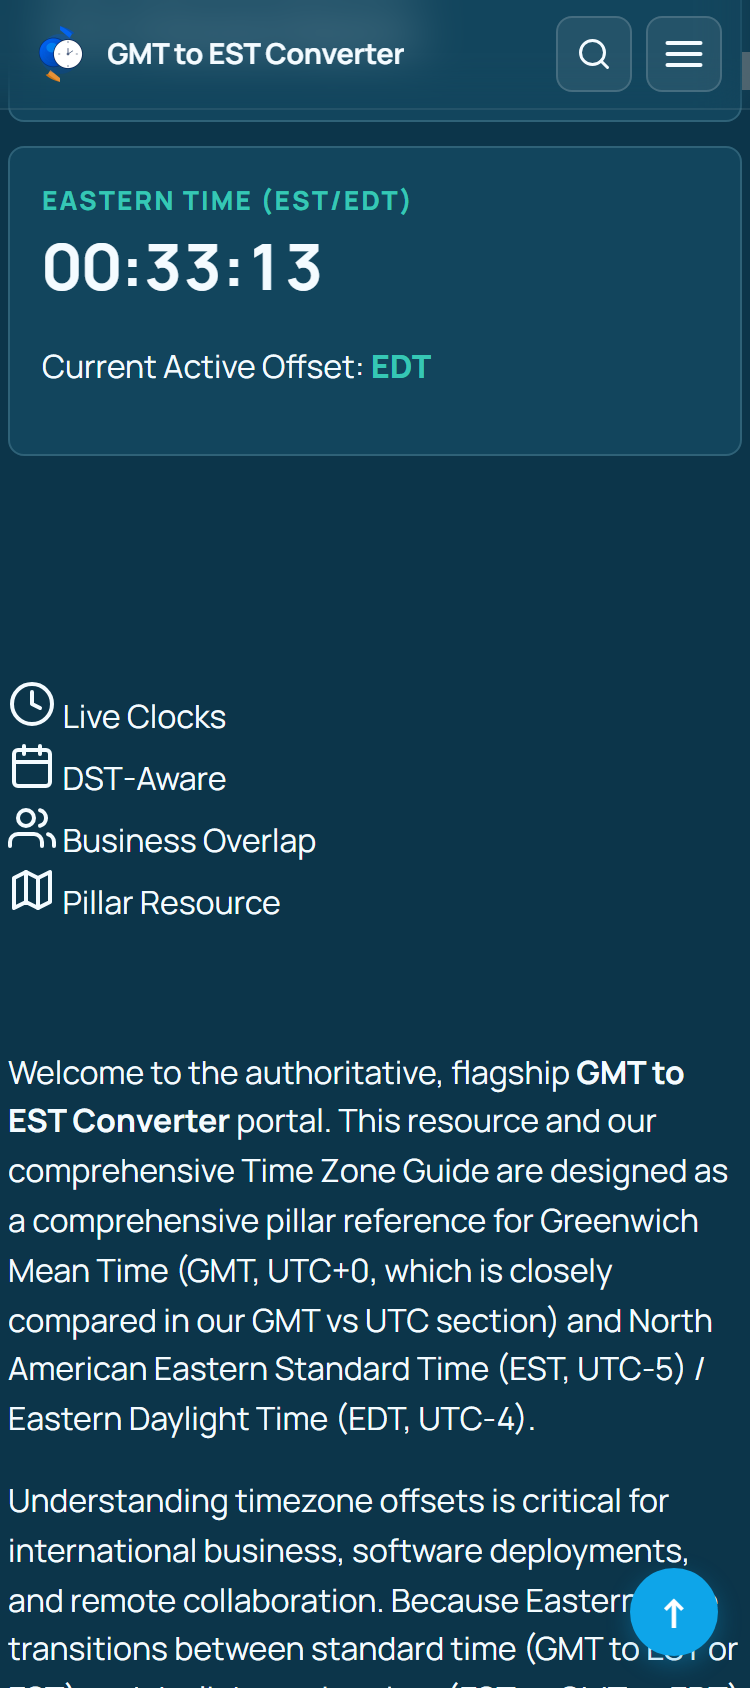 GMT to EST Converter
EASTERN TIME (EST/EDT)
00:33:13
Current Active Offset: EDT
Live Clocks
DST-Aware
Business Overlap
Pillar Resource
Welcome to the authoritative, flagship GMT to
EST Converter portal. This resource and our
comprehensive Time Zone Guide are designed as
a comprehensive pillar reference for Greenwich
Mean Time (GMT, UTC+0, which is closely
compared in our GMT vs UTC section) and North
American Eastern Standard Time (EST, UTC-5) /
Eastern Daylight Time (EDT, UTC-4).
Understanding timezone offsets is critical for
international business, software deployments,
and remote collaboration. Because Eastern
transitions between standard time (GMT to EST or